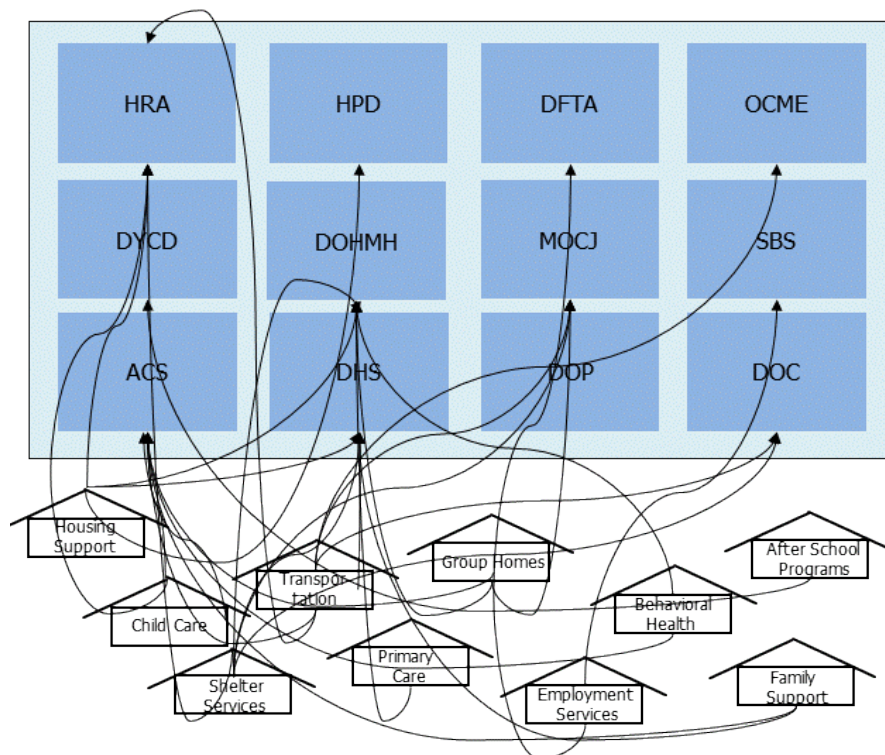 HRA
HPD
DFTA
OCME
DYCD
DOHMH
MOCJ
SBS
ACS
DHS
DOP
DOC
Housing
Support
Child Care
Shelter
Services
Transpor-
tation
Primary
Care
Group Homes
Employment
Services
Behavioral
Health
After School
Programs
Family
Support